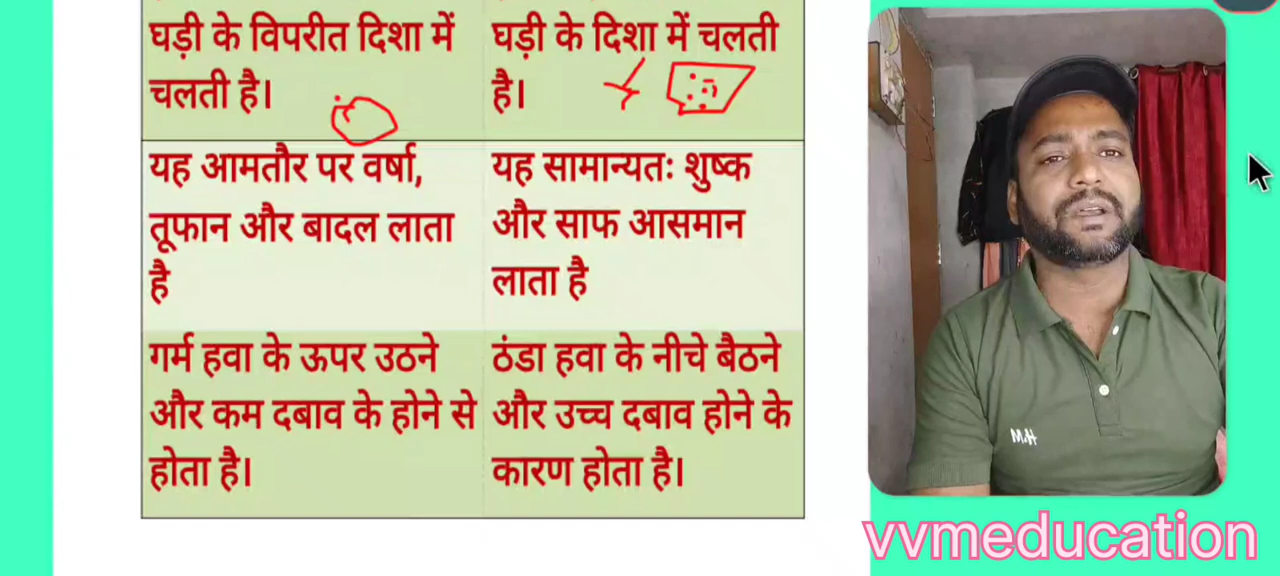 घड़ी के विपरीत दिशा में
चलती है।
घड़ी के दिशा में चलती
है।
यह आमतौर पर वर्षा,
तूफान और बादल लाता
है
यह सामान्यतः शुष्क
और साफ आसमान
लाता है
गर्म हवा के ऊपर उठने
और कम दबाव के होने से
होता है।
ठंडा हवा के नीचे बैठने
और उच्च दबाव होने के
कारण होता है।
M.H
vvmeducation